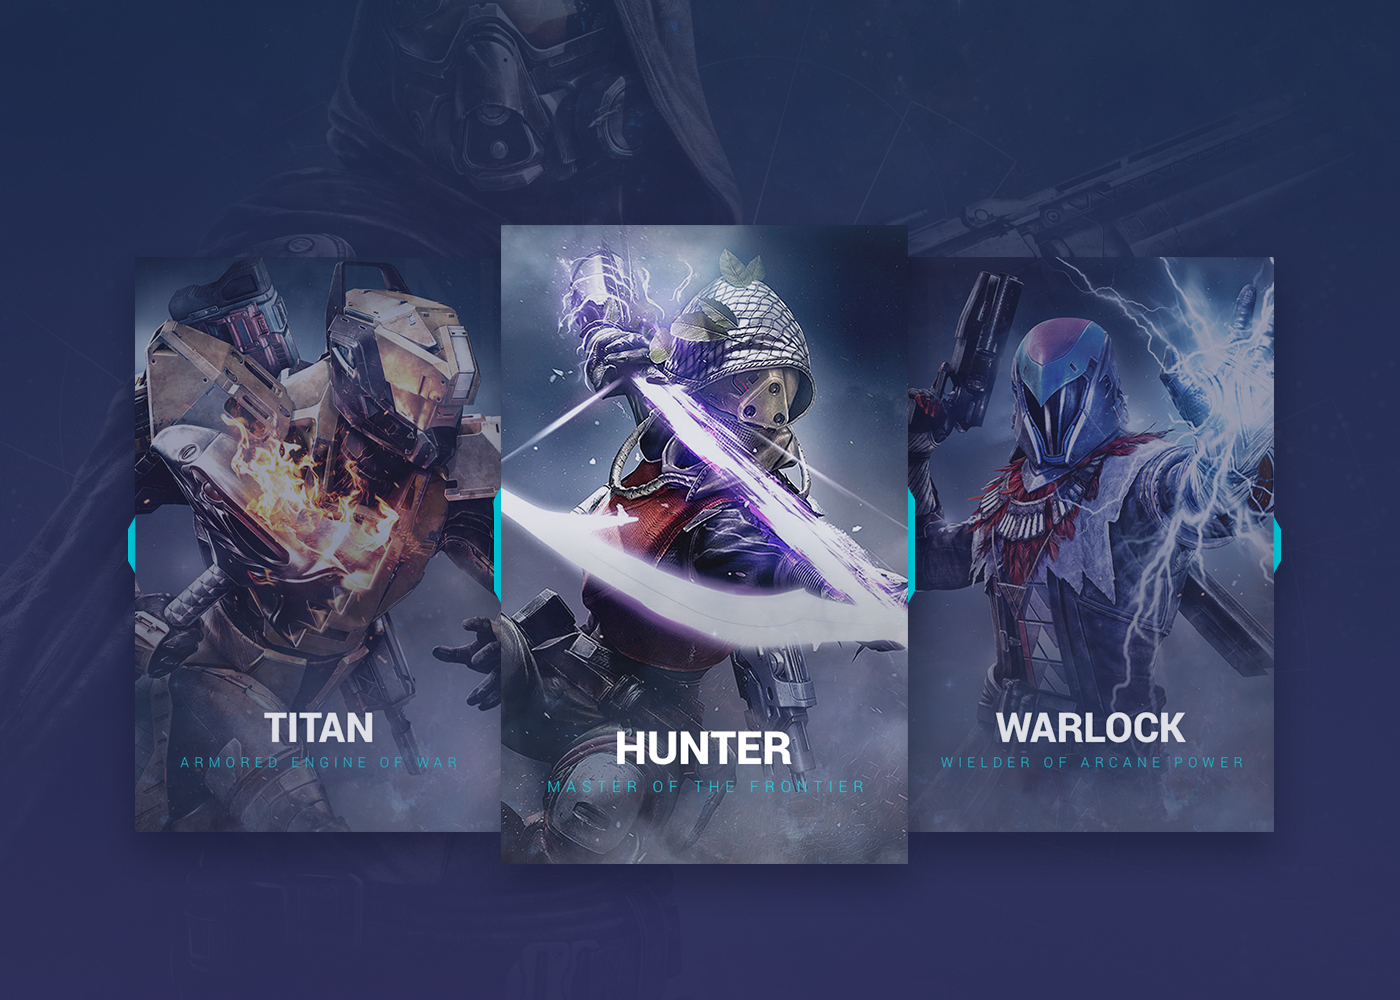 TITAN
ARMORED ENGINE OF WAR
HUNTER
MASTER OF THE FRONTIER
WARLOCK
WIELDER OF ARCANE POWER